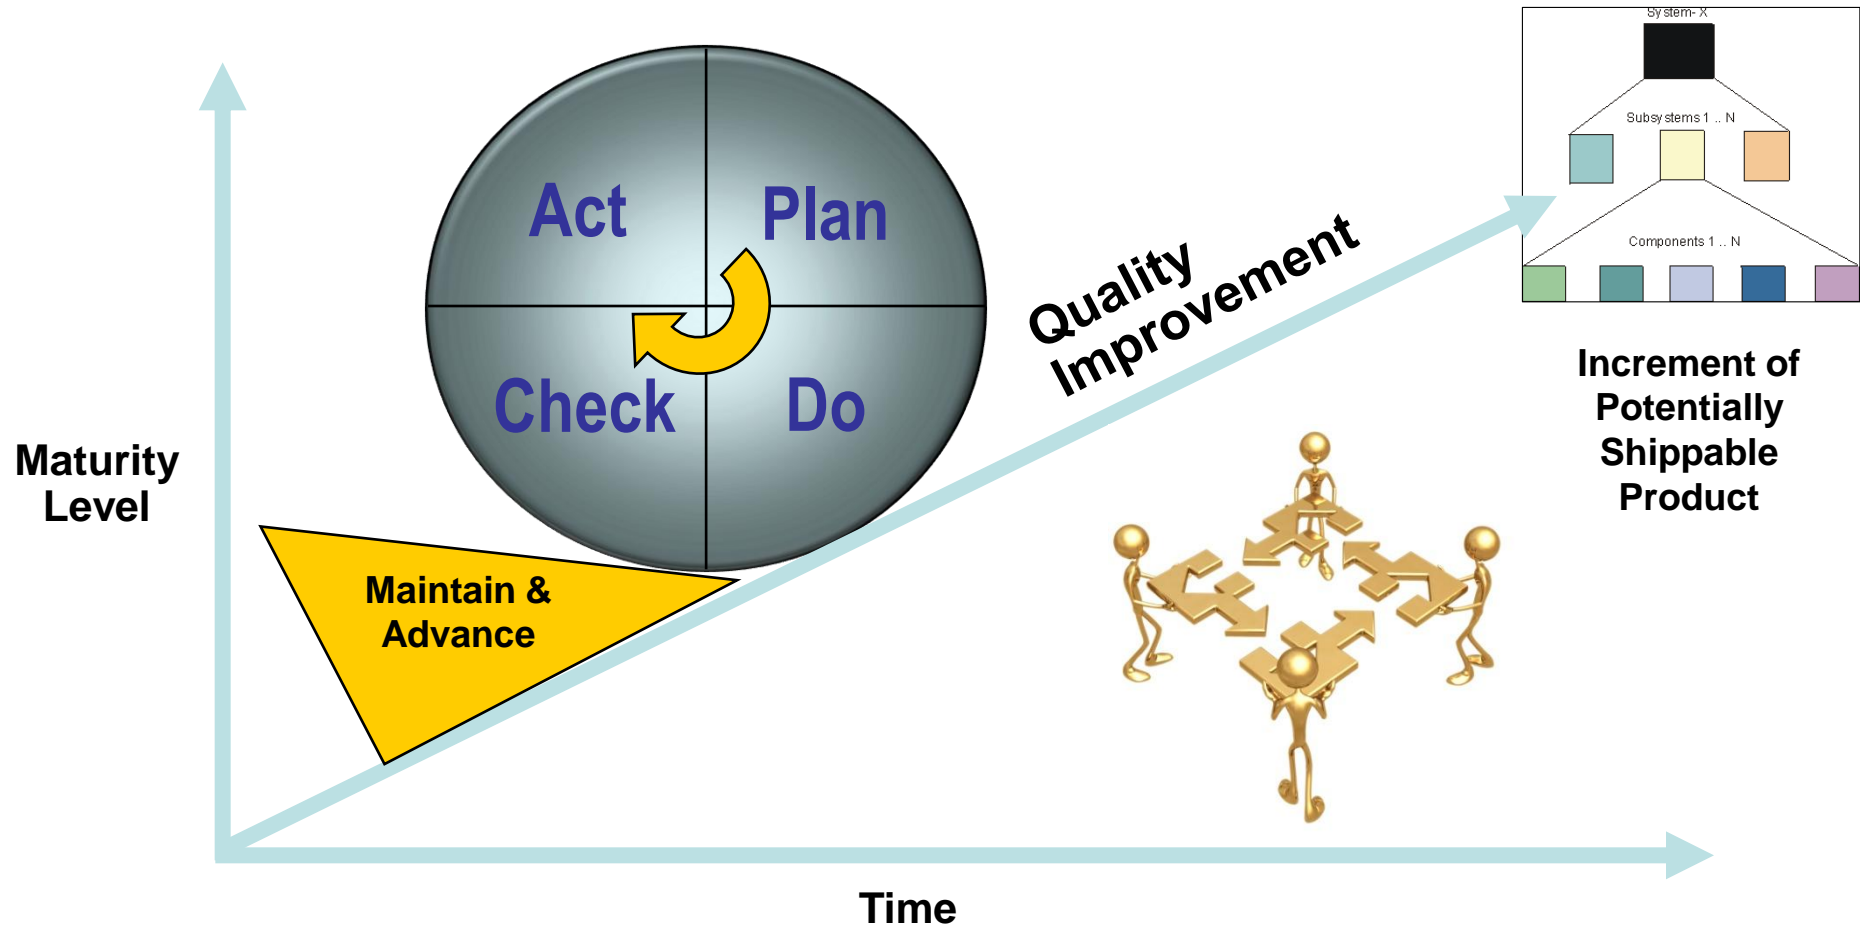 System- X
Subsystems 1 .. N
Components 1 .. N
Act
Plan
Check
Do
Quality
Improvement
Increment of
Potentially
Shippable
Product
Maturity
Level
Maintain &
Advance
Time